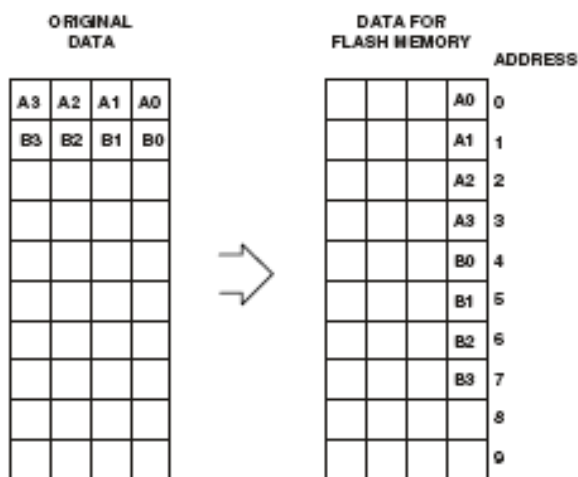 ORIGINAL
DATA
DATA FOR
FLASH MEMORY
ADDRESS
A3 A2 A1 A0
B3 B2 B1 B0
A0 0
A1 1
A2 2
A3 3
B0 4
B1 5
B2 6
B3 7
8
9